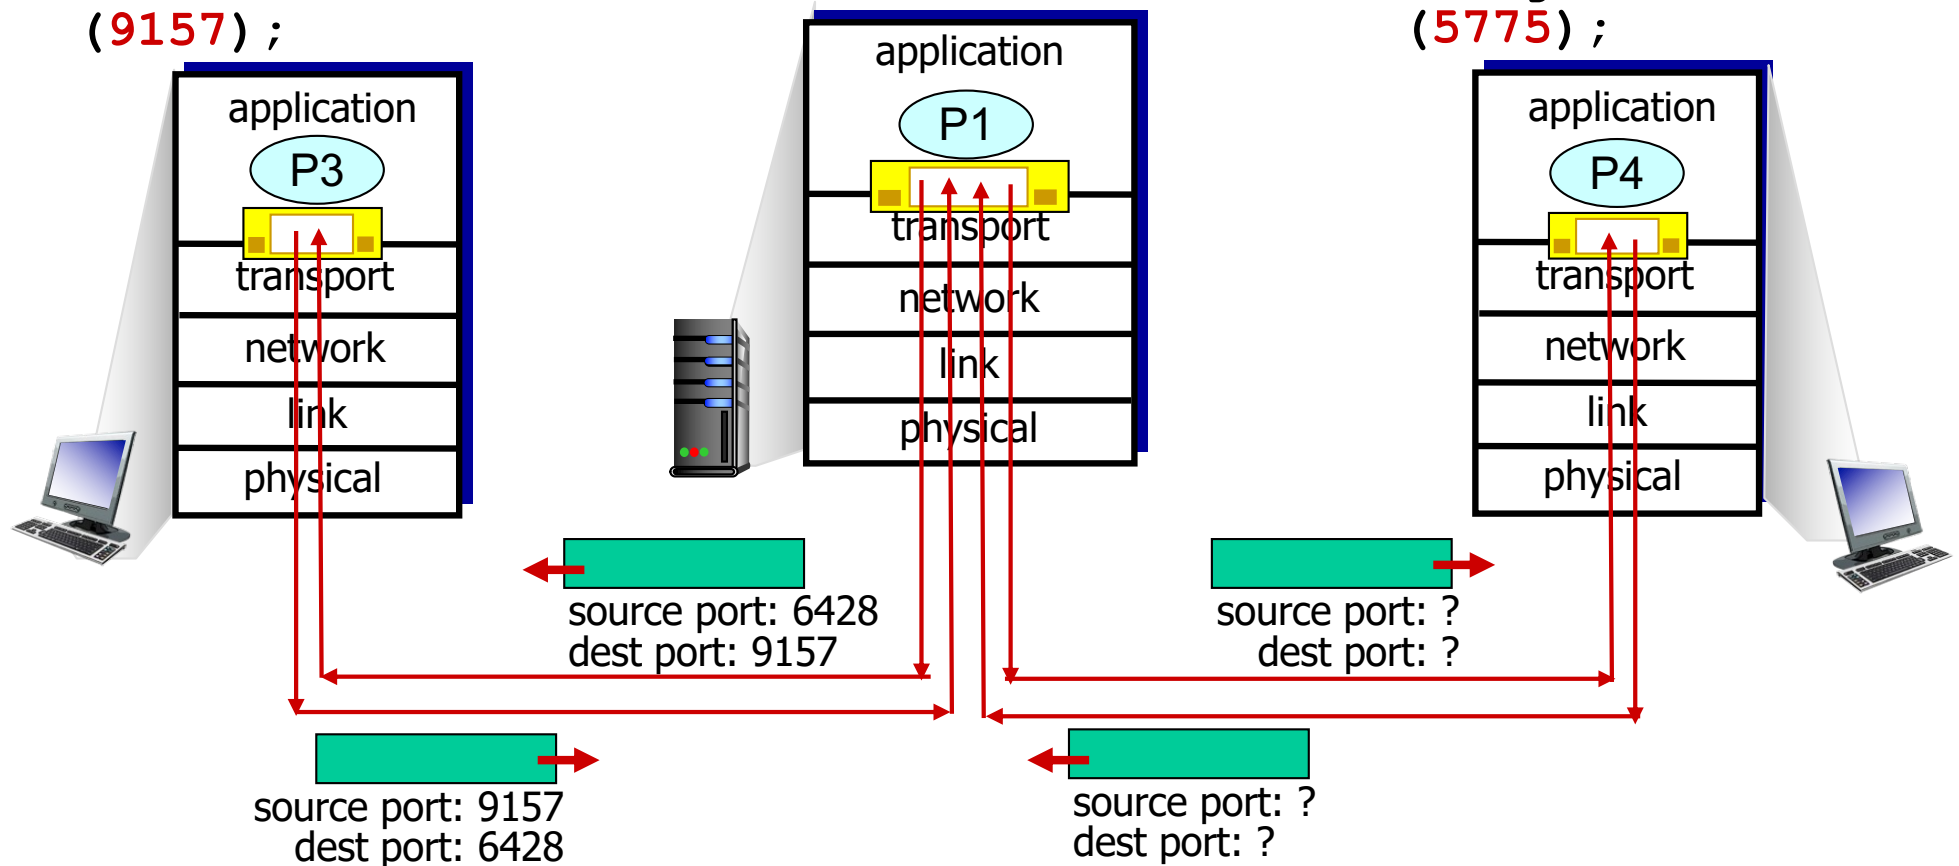 (9157);
(5775);
application
P1
application
P3
application
P4
transport
network
link
physical
transport
network
link
physical
transport
network
link
physical
source port: 6428
dest port: 9157
source port: ?
dest port: ?
source port: 9157
dest port: 6428
source port: ?
dest port: ?